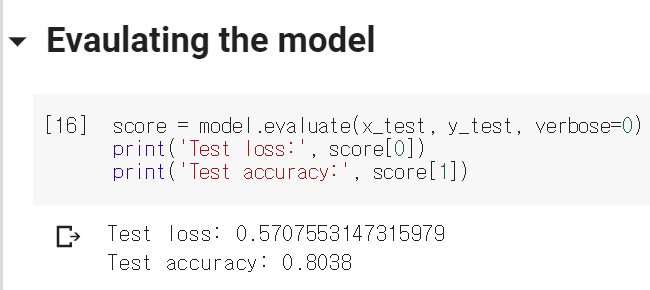 Evaulating the model
[16] score = model.evaluate(x_test, y_test, verbose=0)
print('Test loss:', score[0])
print('Test accuracy:', score[1])
Test loss: 0.5707553147315979
Test accuracy: 0.8038